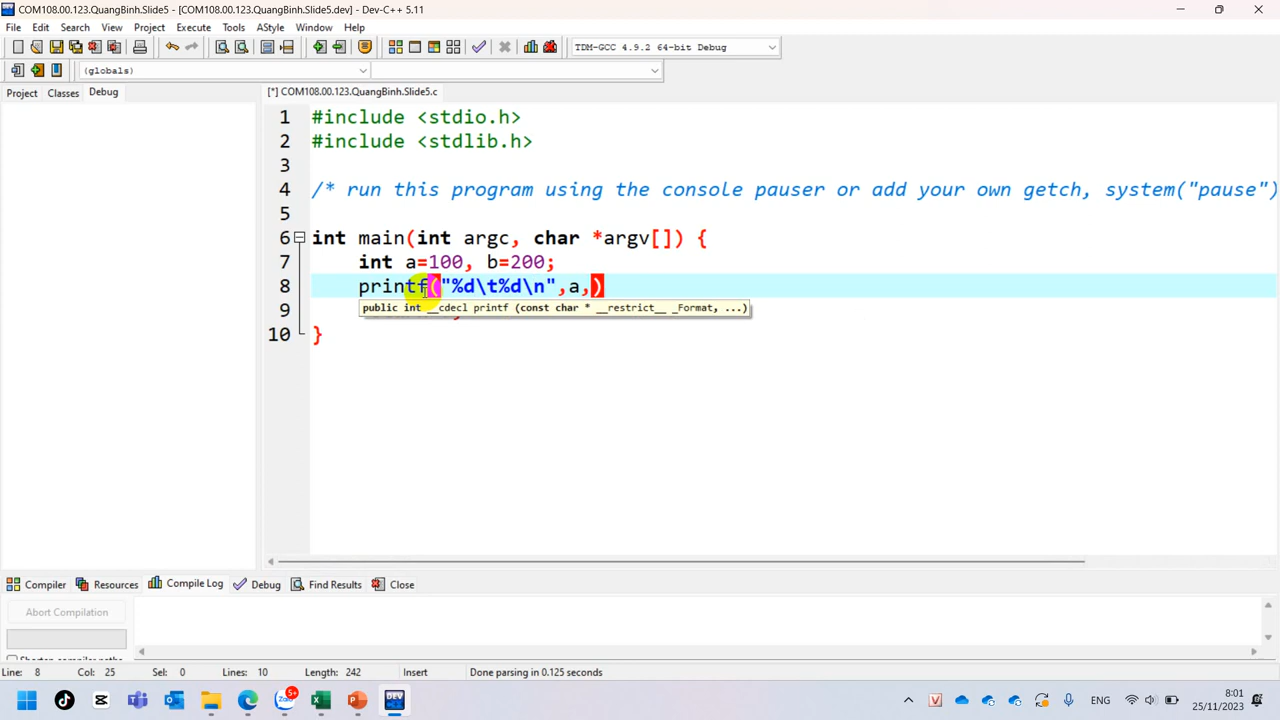 COM108.00.123.QuangBinh.Slide5 - [COM108.00.123.QuangBinh.Slide5.dev] - Dev-C++ 5.11
File Edit Search View Project Execute Tools AStyle Window Help
TDM-GCC 4.9.2 64-bit Debug
(globals)
Project Classes Debug [*] COM108.00.123.QuangBinh.Slide5.c
1 #include <stdio.h>
2 #include <stdlib.h>
3
4 /* run this program using the console pauser or add your own getch, system("pause")
5
6 int main(int argc, char *argv[]) {
7 int a=100, b=200;
8 printf("%d\t%d\n",a,)
public int __cdecl printf (const char * __restrict__ _Format, ...)
9
10 }
Compiler Resources Compile Log Debug Find Results Close
Abort Compilation
Line: 8 Col: 25 Sel: 0 Lines: 10 Length: 242 Insert Done parsing in 0.125 seconds
5+
Zalo
DEV
ENG
8:01
25/11/2023